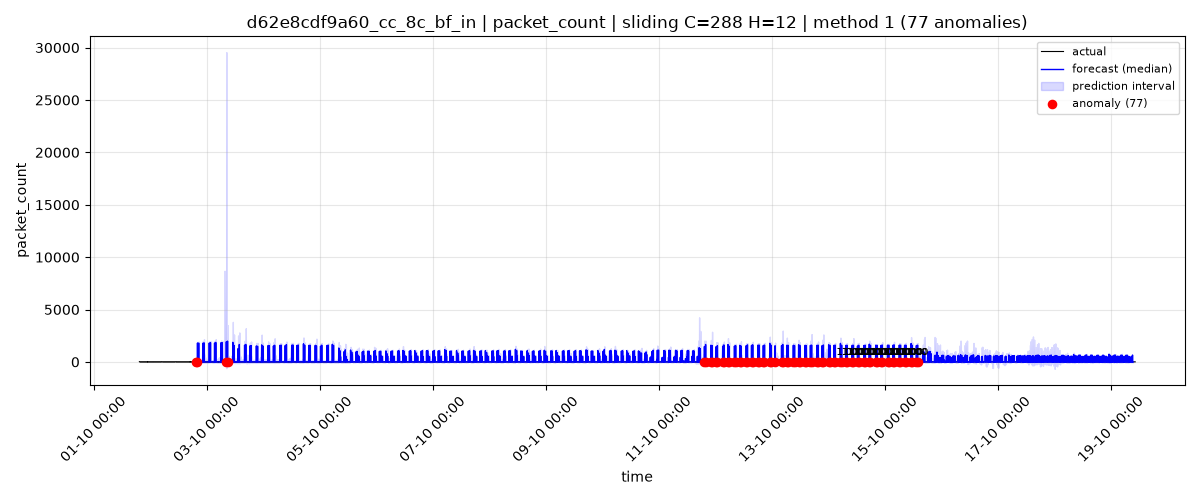 d62e8cdf9a60_cc_8c_bf_in | packet_count | sliding C=288 H=12 | method 1 (77 anomalies)
actual
forecast (median)
prediction interval
anomaly (77)
packet_count
30000
25000
20000
15000
10000
5000
0
01-10 00:00
03-10 00:00
05-10 00:00
07-10 00:00
09-10 00:00
11-10 00:00
13-10 00:00
15-10 00:00
17-10 00:00
19-10 00:00
time